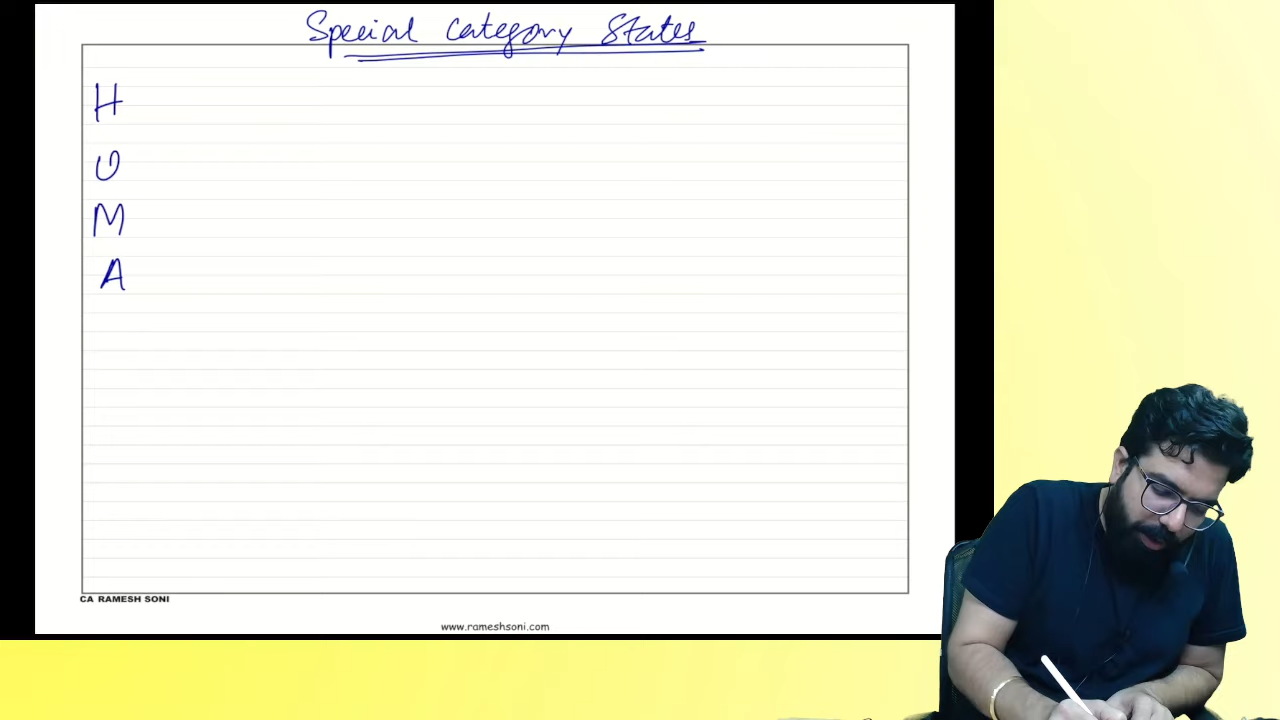 Special Category States
H
U
M
A
CA RAMESH SONI
www.rameshsoni.com